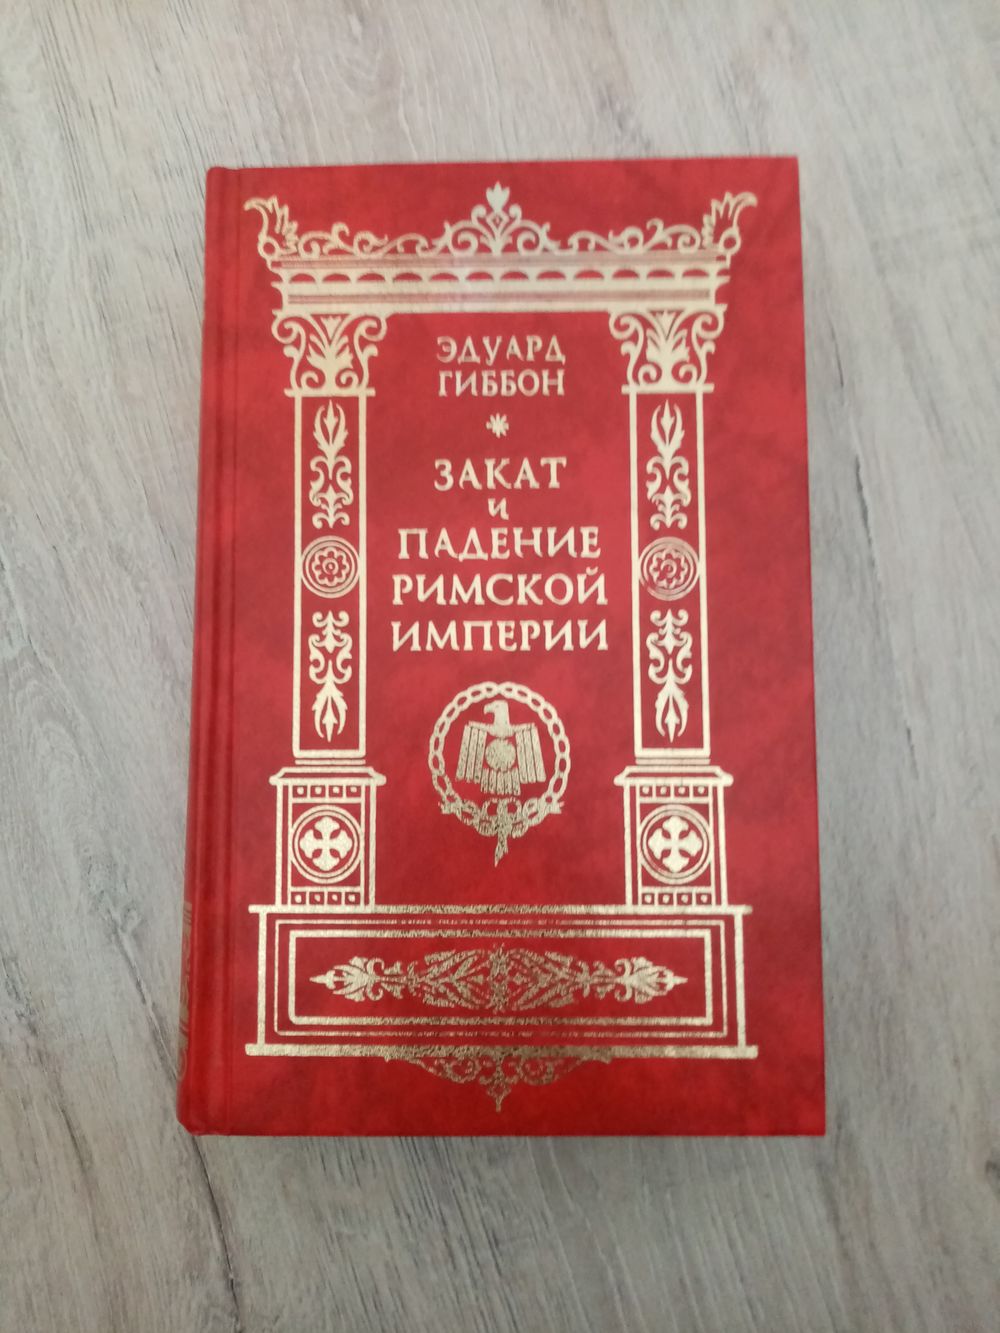 ЭДУАРД
ГИББОН
ЗАКАТ
и
ПАДЕНИЕ
РИМСКОЙ
ИМПЕРИИ